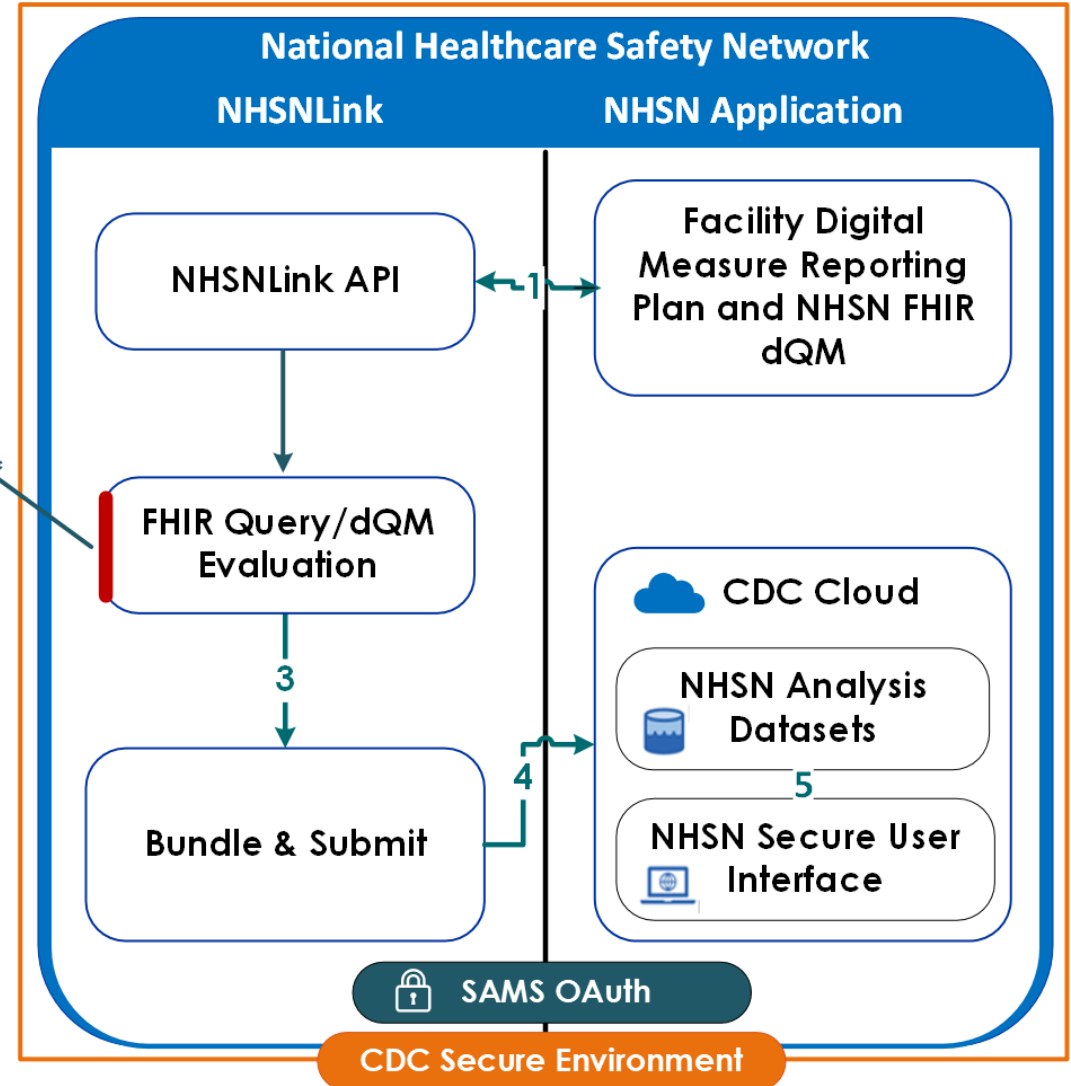 National Healthcare Safety Network
NHSNLink
NHSN Application
NHSNLink API
1
Facility Digital
Measure Reporting
Plan and NHSN FHIR
dQM
FHIR Query/dQM
Evaluation
3
Bundle & Submit
4
CDC Cloud
NHSN Analysis
Datasets
5
NHSN Secure User
Interface
SAMS OAuth
CDC Secure Environment